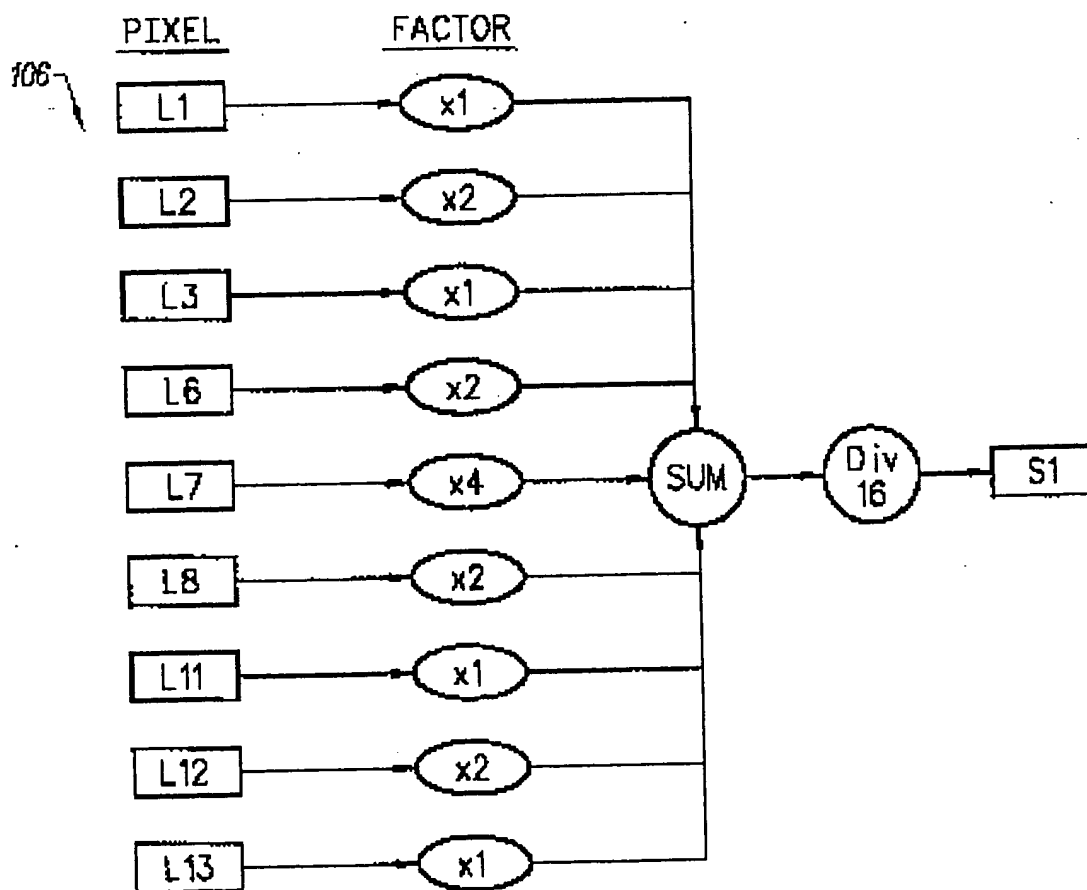 PIXEL FACTOR
106
L1 x1
L2 x2
L3 x1
L6 x2
L7 x4 SUM Div 16 S1
L8 x2
L11 x1
L12 x2
L13 x1